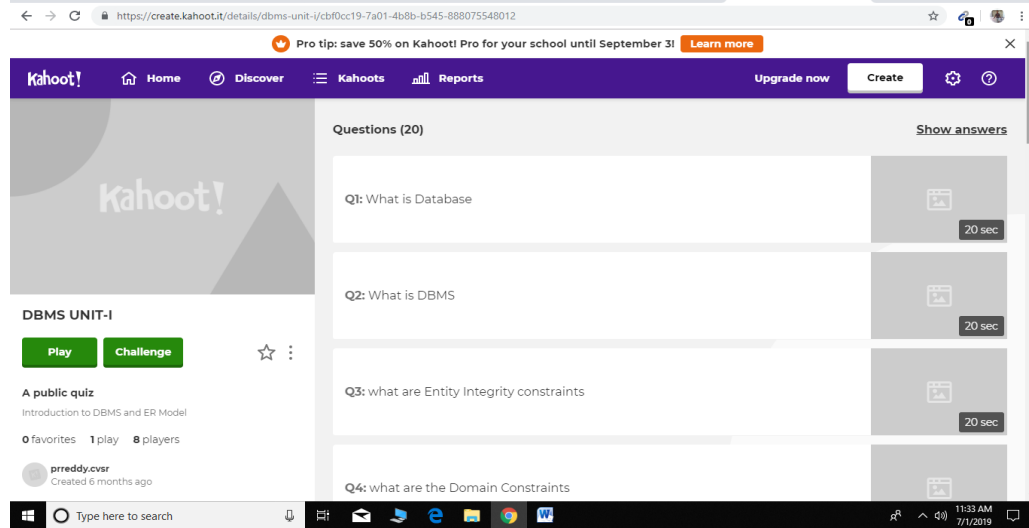 https://create.kahoot.it/details/dbms-unit-i/cbf0cc19-7a01-4b8b-b545-888075548012
Pro tip: save 50% on Kahoot! Pro for your school until September 3! Learn more
Kahoot! Home Discover Kahoots Reports Upgrade now Create
Kahoot!
Questions (20) Show answers
Q1: What is Database
20 sec
Q2: What is DBMS
20 sec
Q3: what are Entity Integrity constraints
20 sec
Q4: what are the Domain Constraints
DBMS UNIT-I
Play Challenge
A public quiz
Introduction to DBMS and ER Model
0 favorites 1 play 8 players
prreddy.cvsr
Created 6 months ago
Type here to search
11:33 AM
7/1/2019